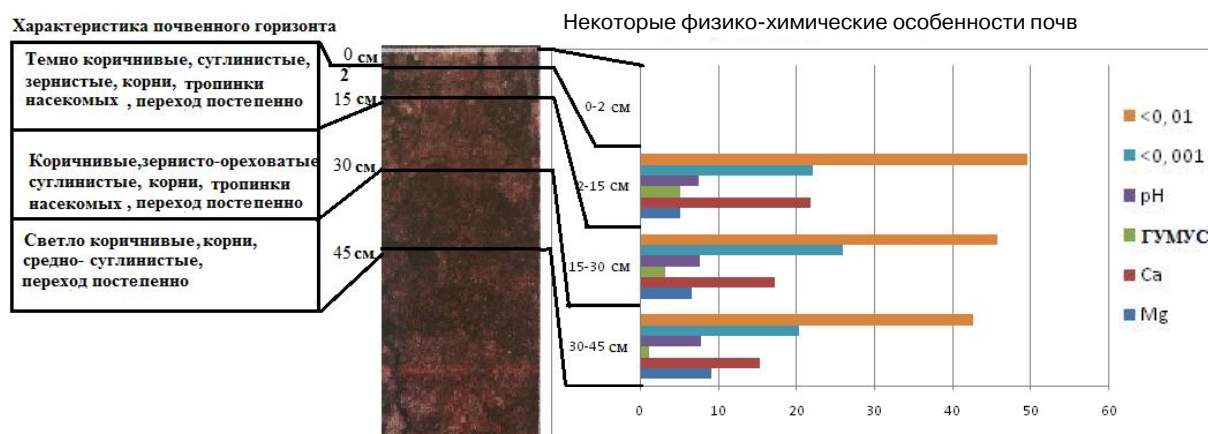 Некоторые физико-химические особенности почв
Характеристика почвенного горизонта
Темно коричнивые, суглинистые,
зернистые, корни, тропинки
насекомых , переход постепенно
Коричнивые,зернисто-ореховатые
суглинистые, корни, тропинки
насекомых , переход постепенно
Светло коричнивые, корни,
средно- суглинистые,
переход постепенно
0 см
2
15 см
30 см
45 см
0-2 см
2-15 см
15-30 см
30-45 см
0 10 20 30 40 50 60
<0, 01
<0, 001
pH
ГУМУС
Ca
Mg